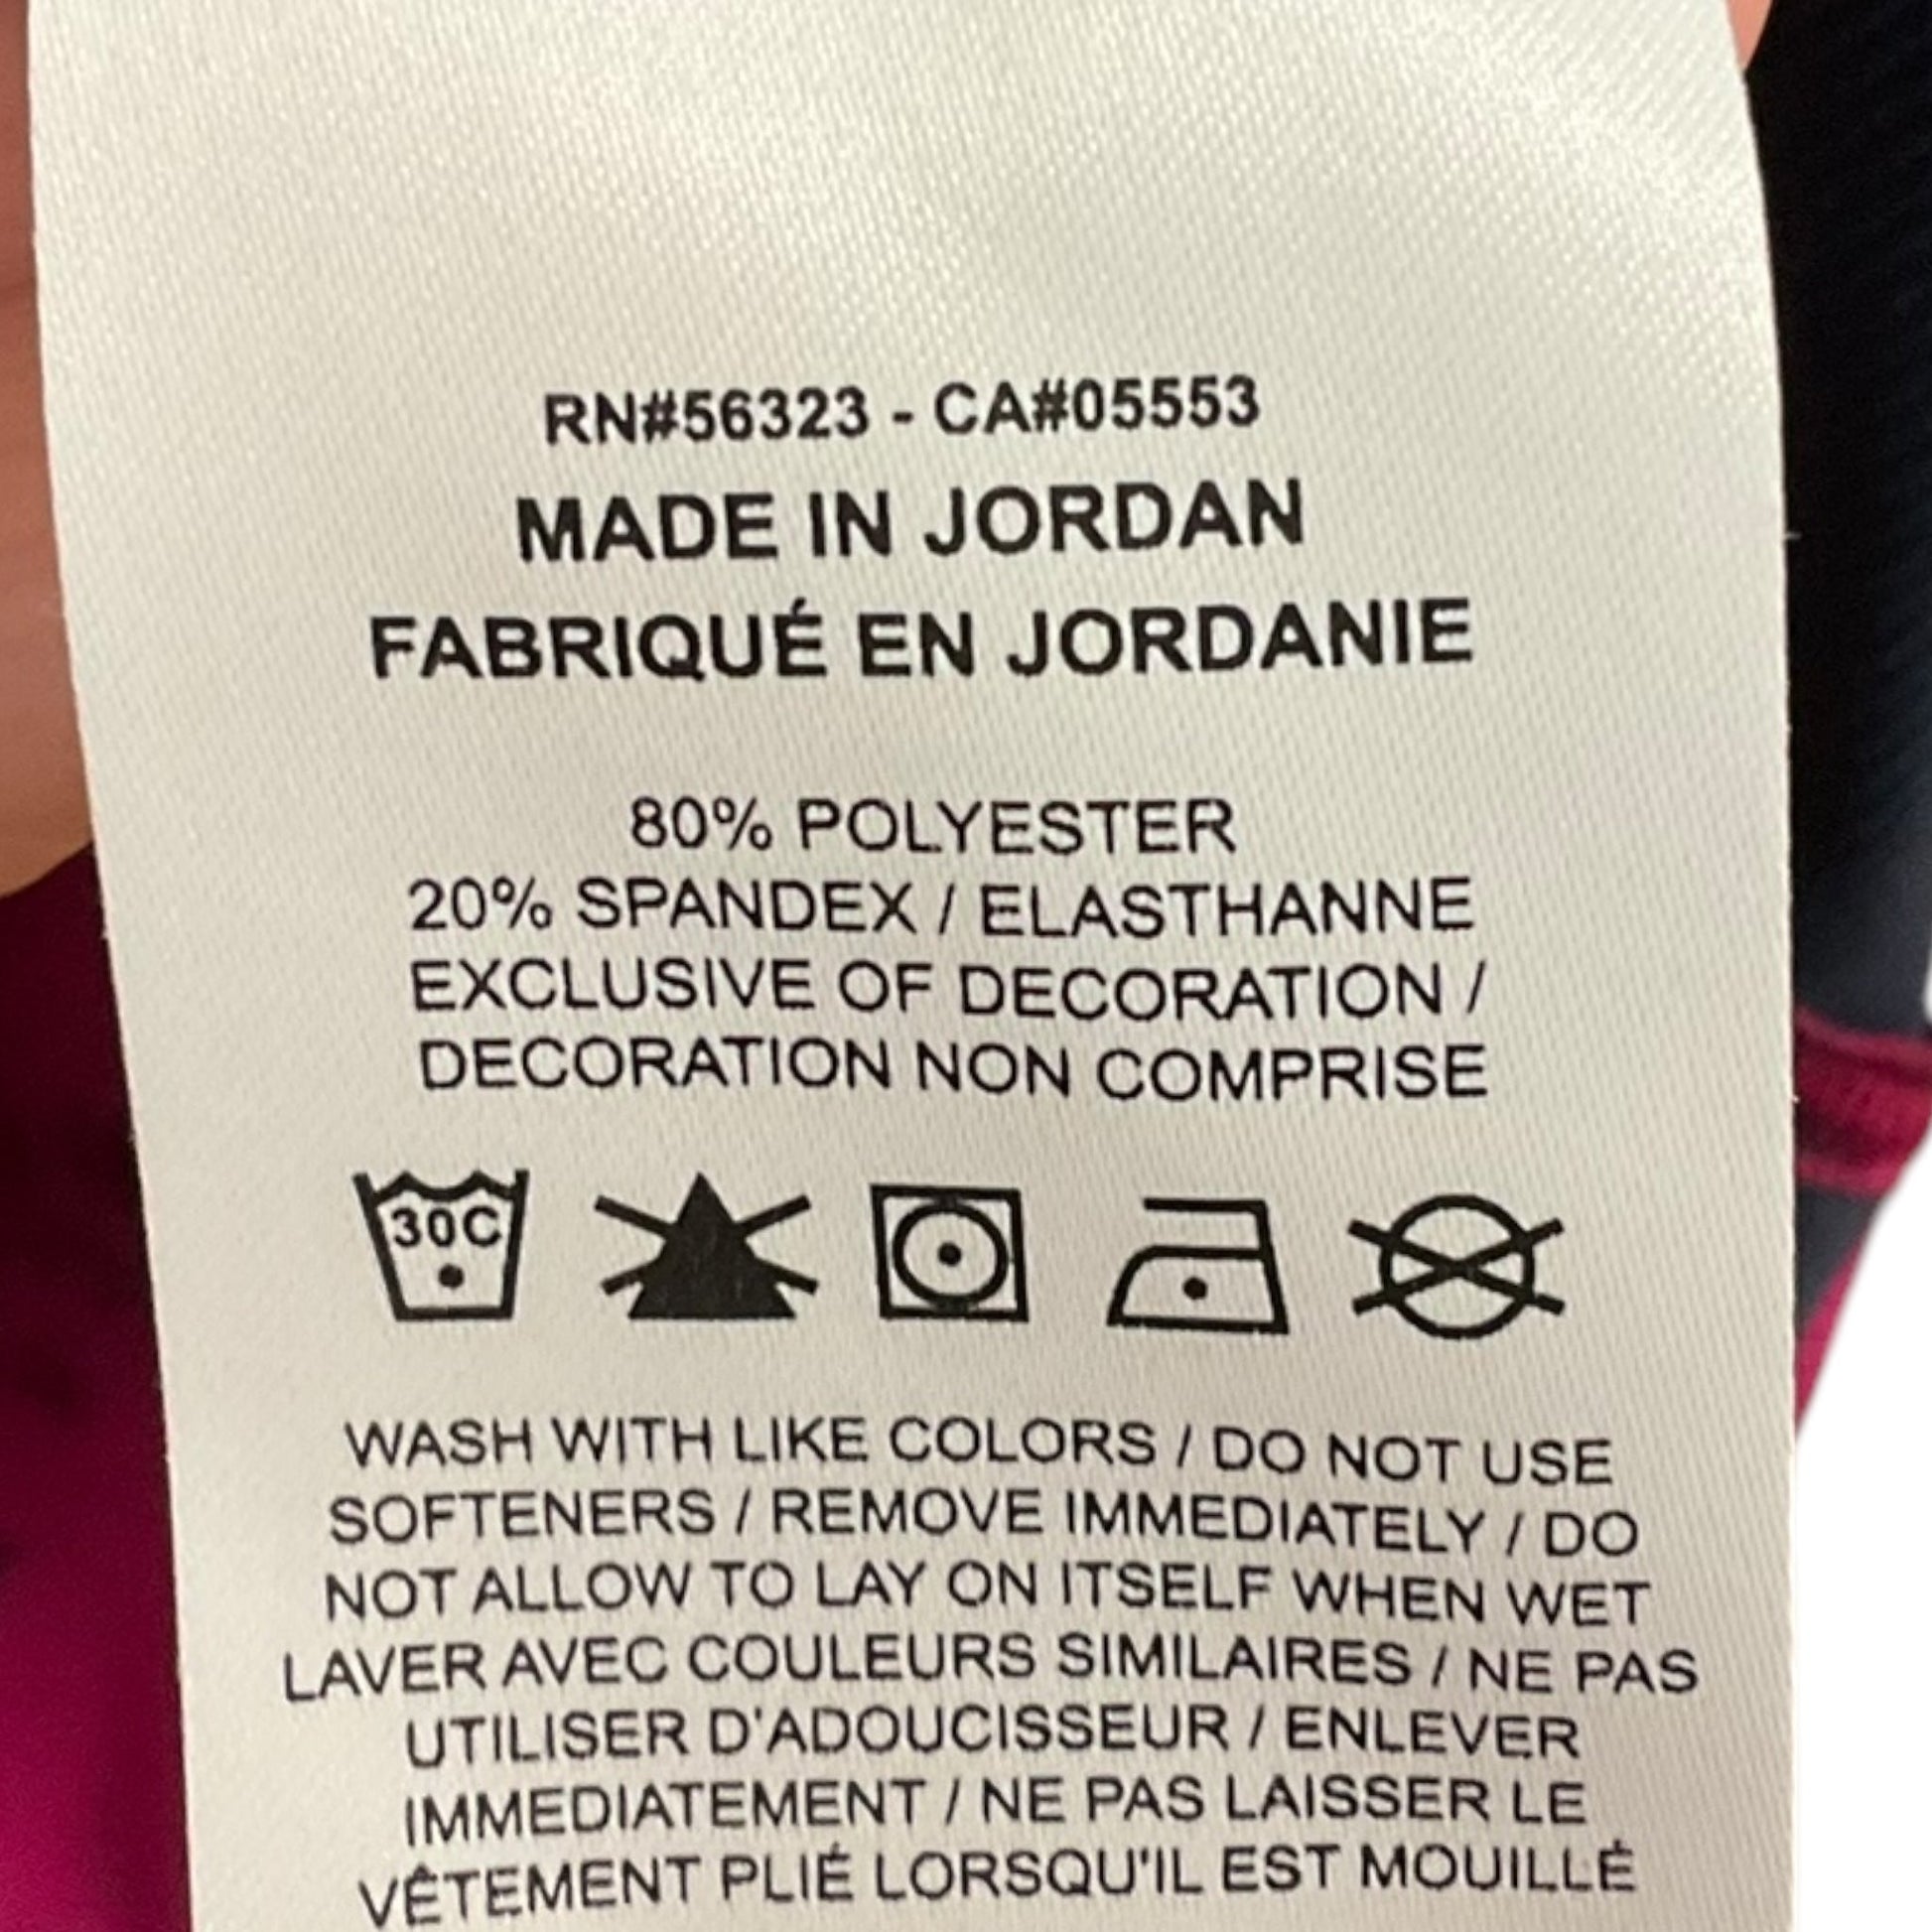 RN#56323 - CA#05553
MADE IN JORDAN
FABRIQUÉ EN JORDANIE
80% POLYESTER
20% SPANDEX / ELASTHANNE
EXCLUSIVE OF DECORATION /
DECORATION NON COMPRISE
30C
WASH WITH LIKE COLORS / DO NOT USE
SOFTENERS / REMOVE IMMEDIATELY / DO
NOT ALLOW TO LAY ON ITSELF WHEN WET
LAVER AVEC COULEURS SIMILAIRES / NE PAS
UTILISER D'ADOUCISSEUR / ENLEVER
IMMEDIATEMENT / NE PAS LAISSER LE
VÊTEMENT PLIÉ LORSQU'IL EST MOUILLÉ